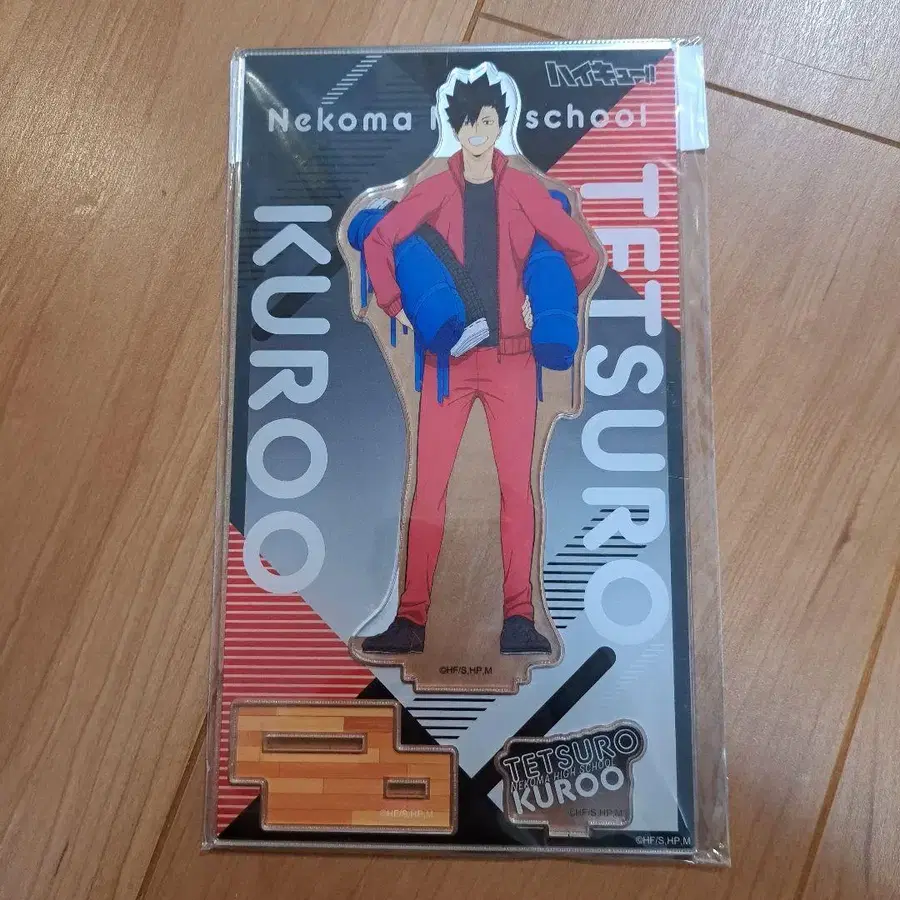 ハイキュー!!
Nekoma school
KUROO
TETSURO
©HF/S,HP,M
TETSURO
NEKOMA HIGH SCHOOL
KUROO
©HF/S,HP,M
©HF/S,HP,M
©HF/S,HP,M